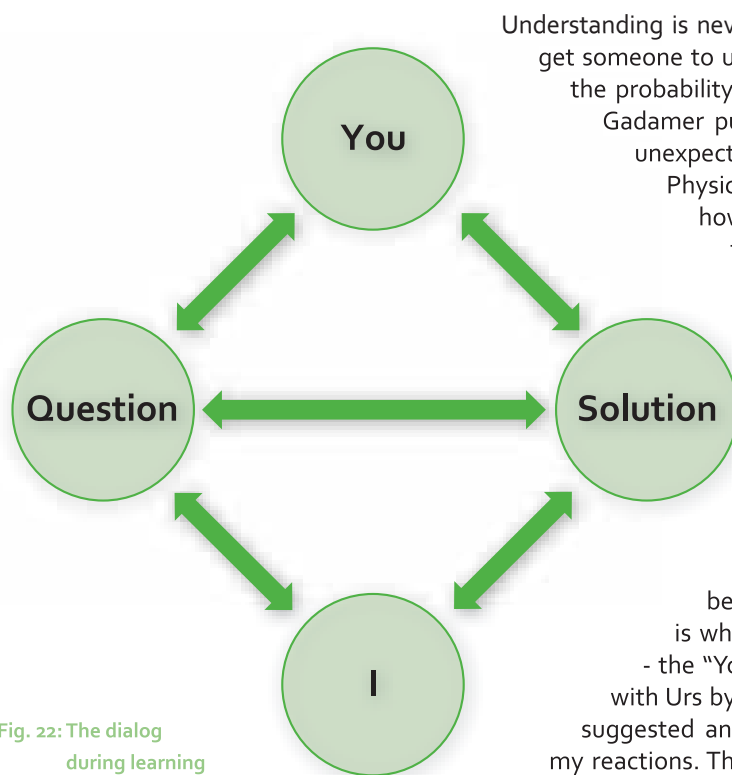 Understanding is nev
get someone to u
the probability
Gadamer pu
unexpect
Physic
how
You
Question
Solution
I
be
is wh
- the “Yo
with Urs by
suggested an
my reactions. Th
Fig. 22: The dialog
during learning